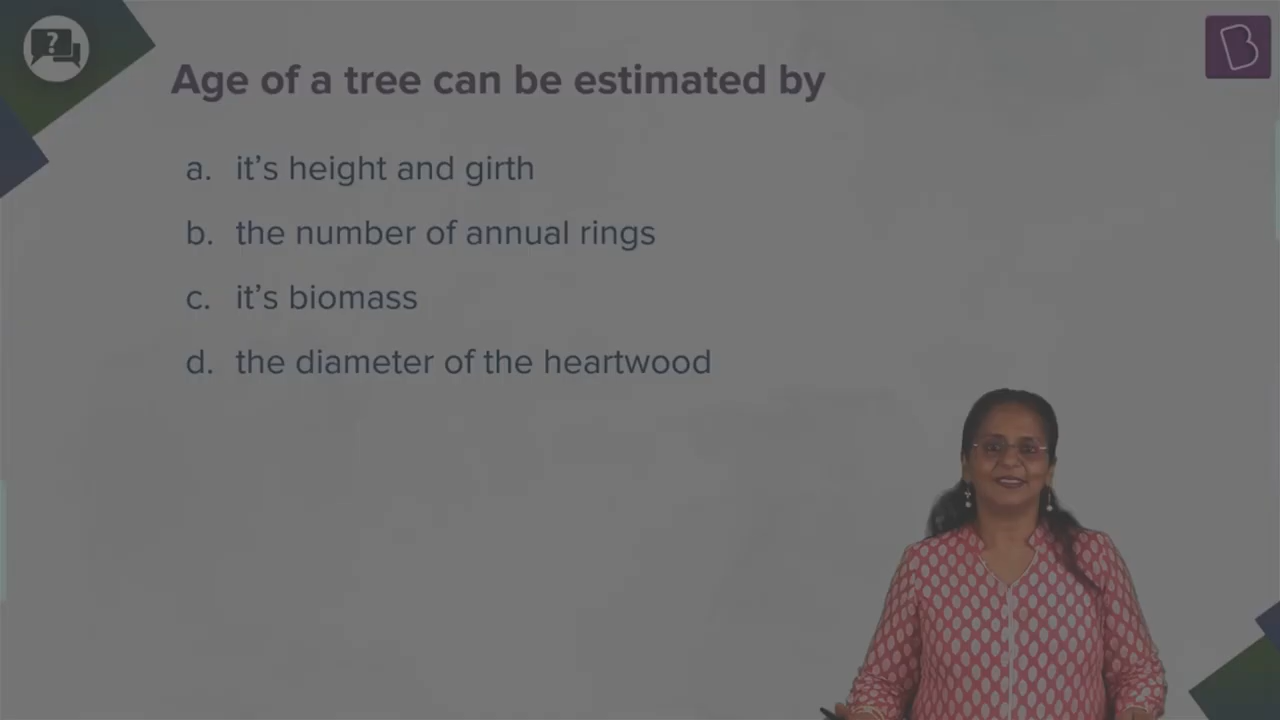 ?
Age of a tree can be estimated by
a. it’s height and girth
b. the number of annual rings
c. it’s biomass
d. the diameter of the heartwood
B